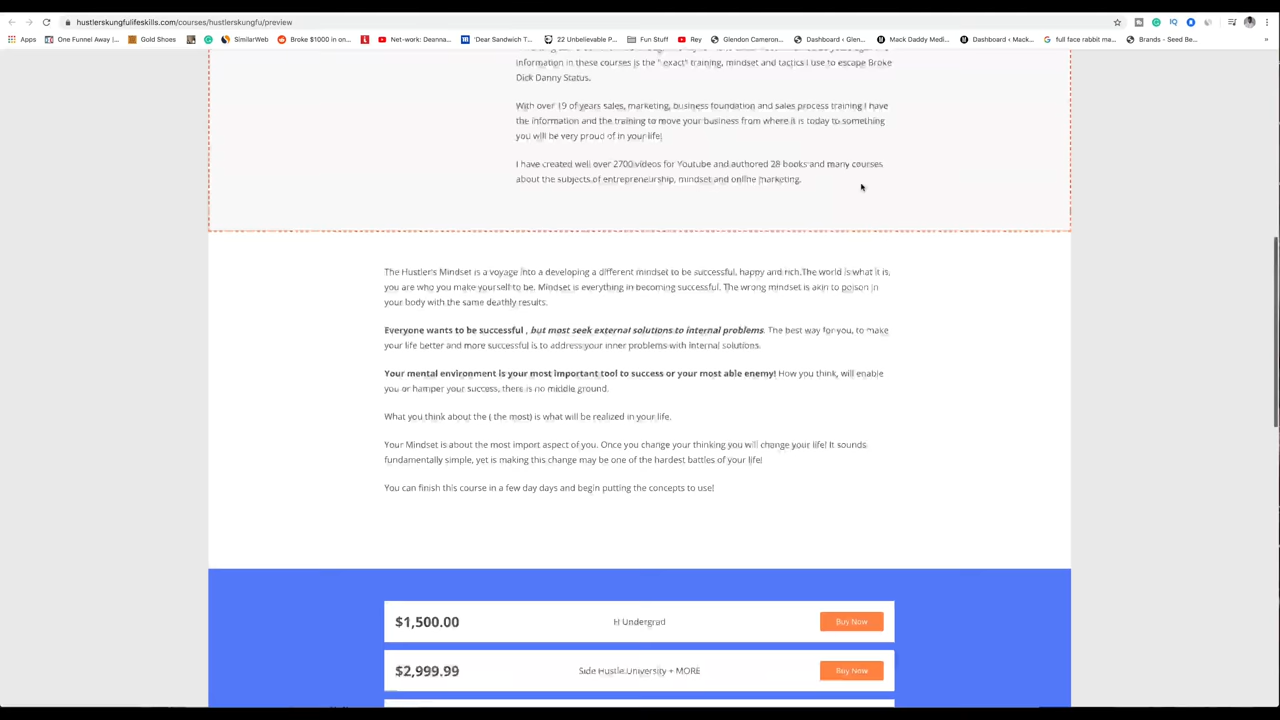 hustlerskungfulifeskills.com/courses/hustlerskungfu/preview
Apps One Funnel Away |... Gold Shoes SimilarWeb Broke $1000 in on... Net-work: Deanna... 'Dear Sandwich T... 22 Unbelievable P... Fun Stuff Rey Glendon Cameron... Dashboard ‹ Glen... Mack Daddy Medi... Dashboard ‹ Mack... full face rabbit ma... Brands - Seed Be... »
information in these courses is the "exact" training, mindset and tactics I use to escape Broke
Dick Danny Status.
With over 19 of years sales, marketing, business foundation and sales process training I have
the information and the training to move your business from where it is today to something
you will be very proud of in your life!
I have created well over 2700 videos for Youtube and authored 28 books and many courses
about the subjects of entrepreneurship, mindset and online marketing.
The Hustler's Mindset is a voyage into a developing a different mindset to be successful, happy and rich.The world is what it is,
you are who you make yourself to be. Mindset is everything in becoming successful. The wrong mindset is akin to poison in
your body with the same deathly results.
Everyone wants to be successful , but most seek external solutions to internal problems. The best way for you, to make
your life better and more successful is to address your inner problems with internal solutions.
Your mental environment is your most important tool to success or your most able enemy! How you think, will enable
you or hamper your success, there is no middle ground.
What you think about the ( the most) is what will be realized in your life.
Your Mindset is about the most import aspect of you. Once you change your thinking you will change your life! It sounds
fundamentally simple, yet is making this change may be one of the hardest battles of your life!
You can finish this course in a few day days and begin putting the concepts to use!
$1,500.00 H Undergrad Buy Now
$2,999.99 Side Hustle University + MORE Buy Now